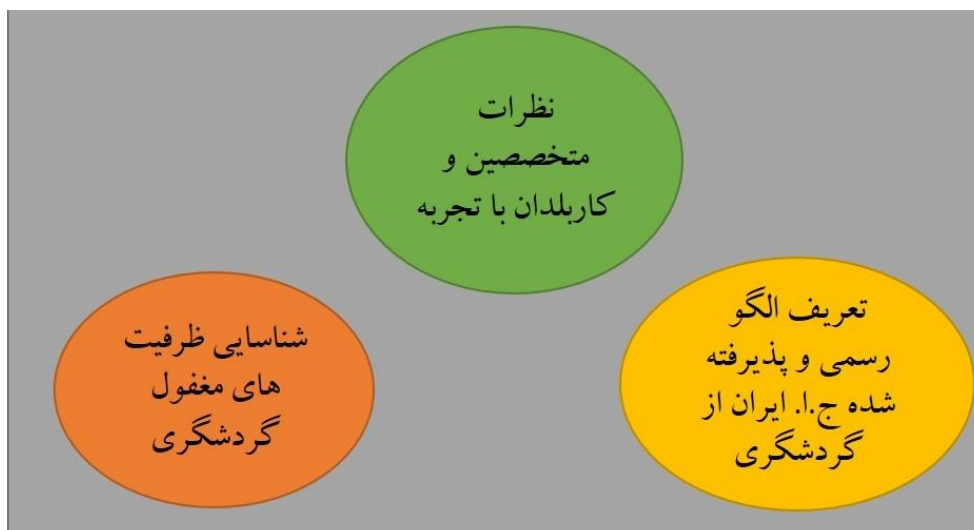 نظرات
متخصصین و
کاربلدان با تجربه
تعریف الگو
رسمی و پذیرفته
شده ج.ا. ایران از
گردشگری
شناسایی ظرفیت
های مغفول
گردشگری